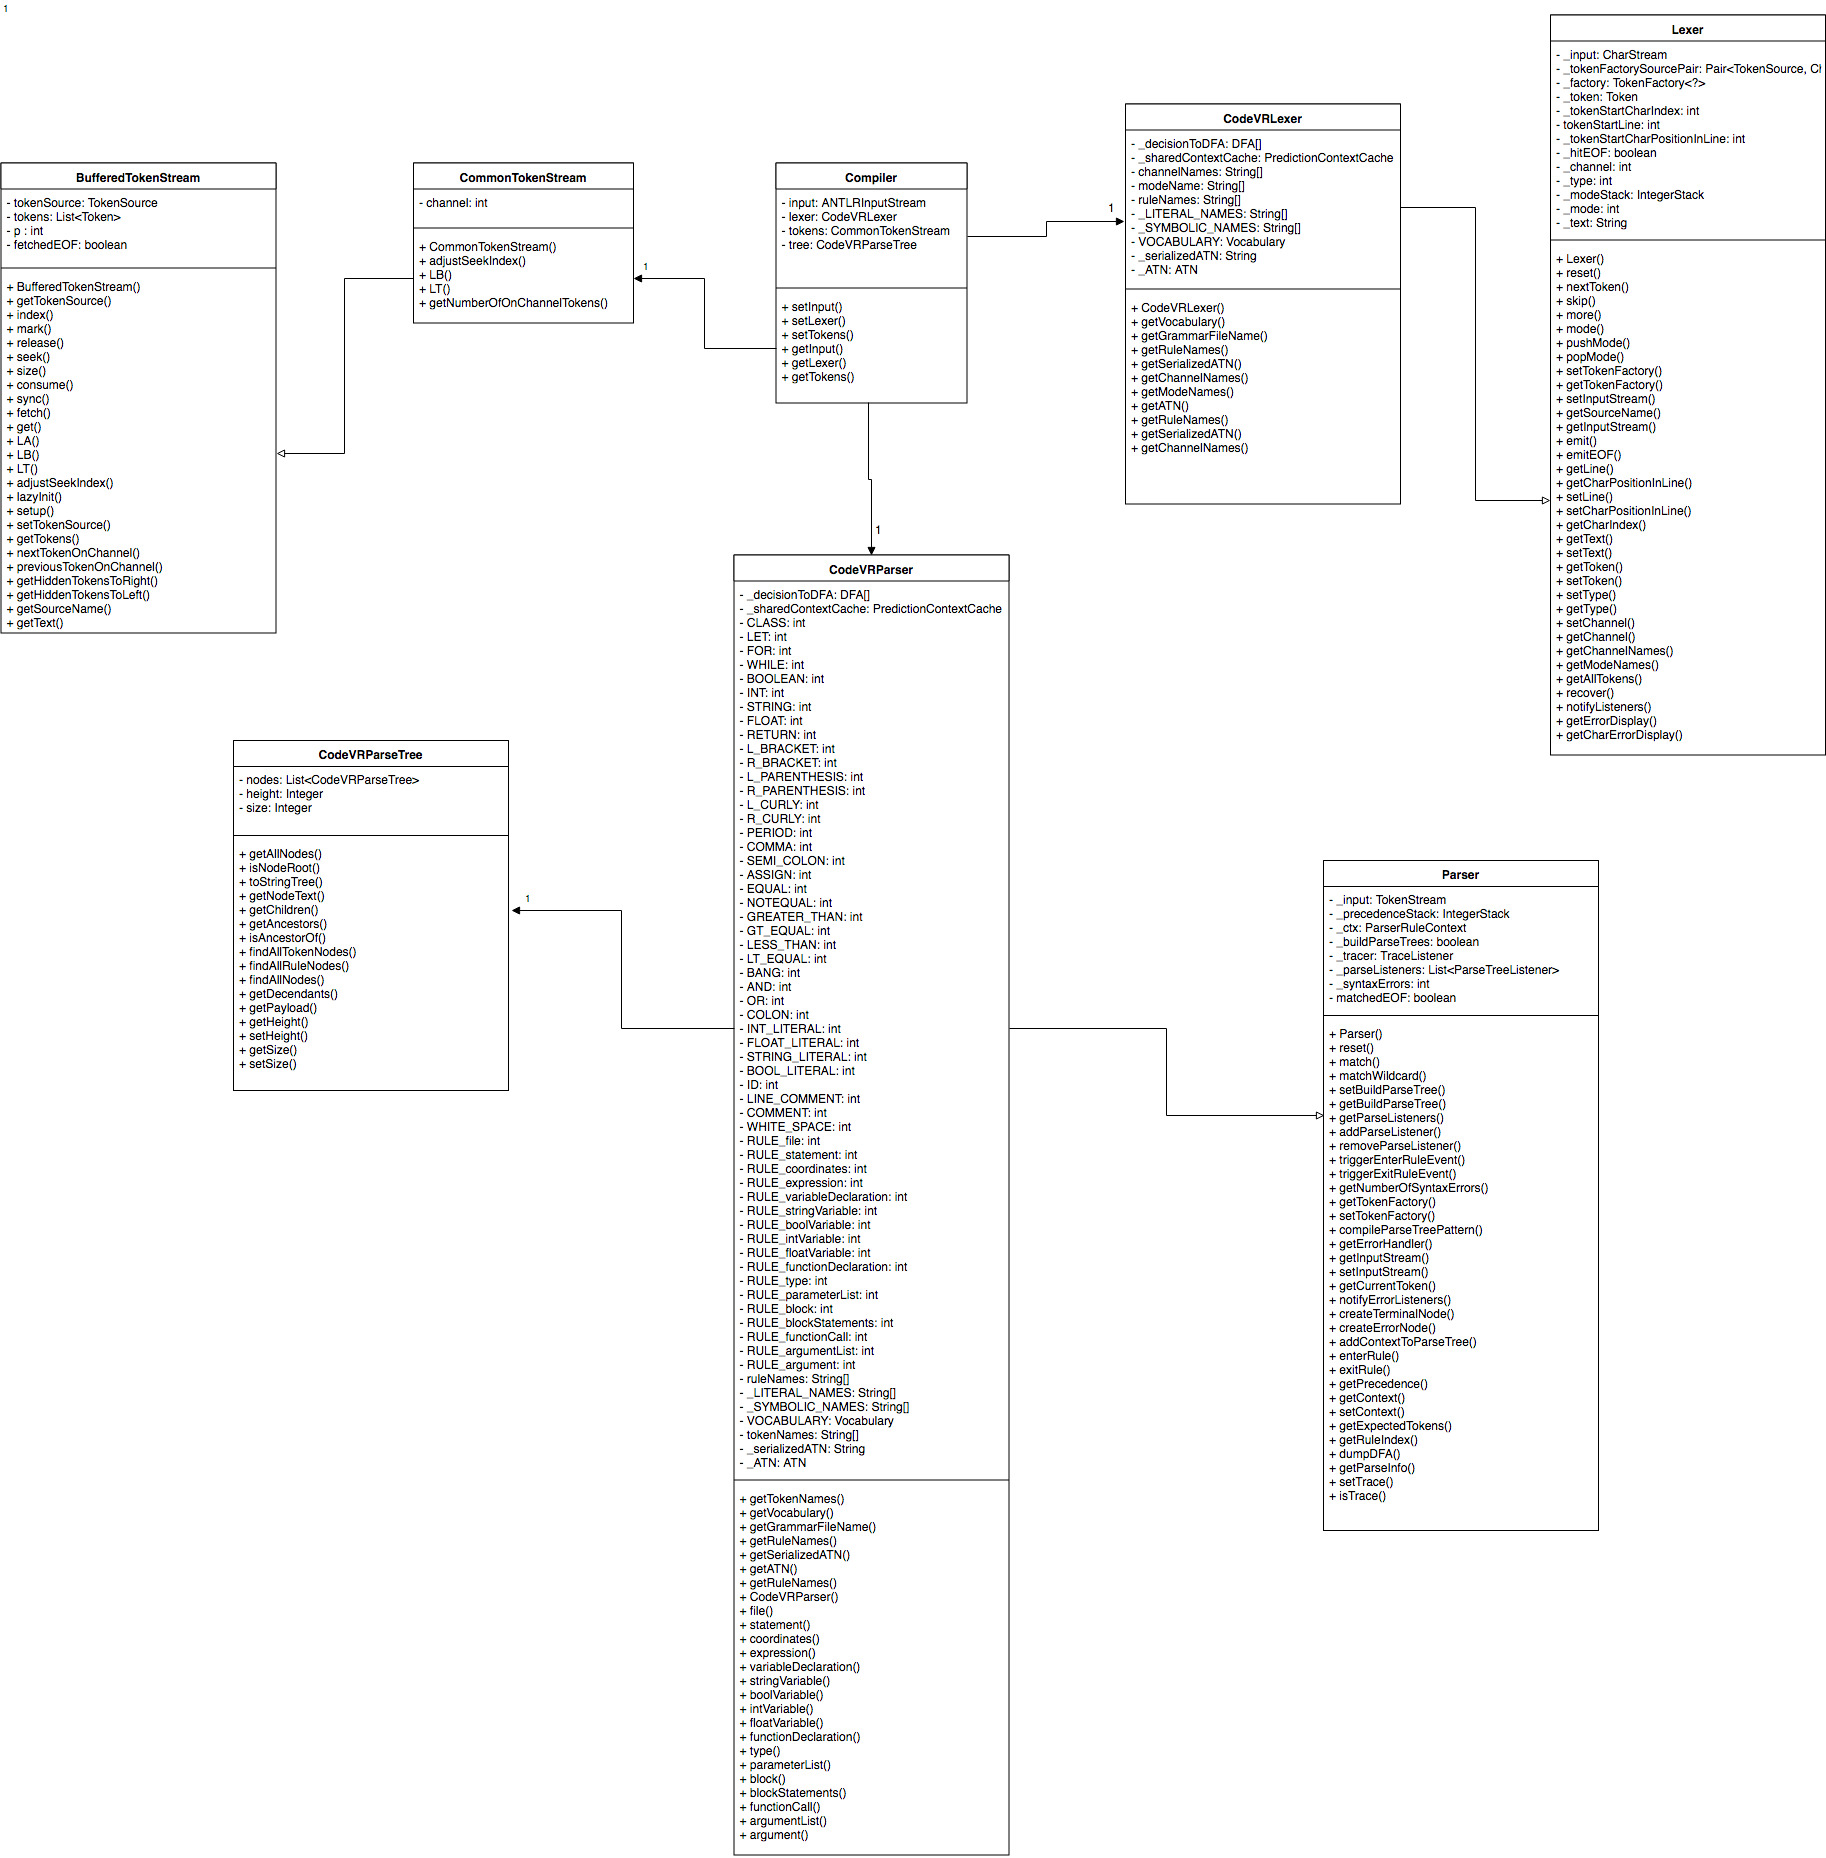 1
BufferedTokenStream
- tokenSource: TokenSource
- tokens: List<Token>
- p : int
- fetchedEOF: boolean
+ BufferedTokenStream()
+ getTokenSource()
+ index()
+ mark()
+ release()
+ seek()
+ size()
+ consume()
+ sync()
+ fetch()
+ get()
+ LA()
+ LB()
+ LT()
+ adjustSeekIndex()
+ lazyInit()
+ setup()
+ setTokenSource()
+ getTokens()
+ nextTokenOnChannel()
+ previousTokenOnChannel()
+ getHiddenTokensToRight()
+ getHiddenTokensToLeft()
+ getSourceName()
+ getText()
CommonTokenStream
- channel: int
+ CommonTokenStream()
+ adjustSeekIndex()
+ LB()
+ LT()
+ getNumberOfOnChannelTokens()
1
Compiler
- input: ANTLRInputStream
- lexer: CodeVRLexer
- tokens: CommonTokenStream
- tree: CodeVRParseTree
+ setInput()
+ setLexer()
+ setTokens()
+ getInput()
+ getLexer()
+ getTokens()
1
CodeVRLexer
- _decisionToDFA: DFA[]
- _sharedContextCache: PredictionContextCache
- channelNames: String[]
- modeName: String[]
- ruleNames: String[]
- _LITERAL_NAMES: String[]
- _SYMBOLIC_NAMES: String[]
- VOCABULARY: Vocabulary
- _serializedATN: String
- _ATN: ATN
+ CodeVRLexer()
+ getVocabulary()
+ getGrammarFileName()
+ getRuleNames()
+ getSerializedATN()
+ getChannelNames()
+ getModeNames()
+ getATN()
+ getRuleNames()
+ getSerializedATN()
+ getChannelNames()
Lexer
- _input: CharStream
- _tokenFactorySourcePair: Pair<TokenSource, Cl
- _factory: TokenFactory<?>
- _token: Token
- _tokenStartCharIndex: int
- tokenStartLine: int
- _tokenStartCharPositionInLine: int
- _hitEOF: boolean
- _channel: int
- _type: int
- _modeStack: IntegerStack
- _mode: int
- _text: String
+ Lexer()
+ reset()
+ nextToken()
+ skip()
+ more()
+ mode()
+ pushMode()
+ popMode()
+ setTokenFactory()
+ getTokenFactory()
+ setInputStream()
+ getSourceName()
+ getInputStream()
+ emit()
+ emitEOF()
+ getLine()
+ getCharPositionInLine()
+ setLine()
+ setCharPositionInLine()
+ getCharIndex()
+ getText()
+ setText()
+ getToken()
+ setToken()
+ setType()
+ getType()
+ setChannel()
+ getChannel()
+ getChannelNames()
+ getModeNames()
+ getAllTokens()
+ recover()
+ notifyListeners()
+ getErrorDisplay()
+ getCharErrorDisplay()
1
CodeVRParser
- _decisionToDFA: DFA[]
- _sharedContextCache: PredictionContextCache
- CLASS: int
- LET: int
- FOR: int
- WHILE: int
- BOOLEAN: int
- INT: int
- STRING: int
- FLOAT: int
- RETURN: int
- L_BRACKET: int
- R_BRACKET: int
- L_PARENTHESIS: int
- R_PARENTHESIS: int
- L_CURLY: int
- R_CURLY: int
- PERIOD: int
- COMMA: int
- SEMI_COLON: int
- ASSIGN: int
- EQUAL: int
- NOTEQUAL: int
- GREATER_THAN: int
- GT_EQUAL: int
- LESS_THAN: int
- LT_EQUAL: int
- BANG: int
- AND: int
- OR: int
- COLON: int
- INT_LITERAL: int
- FLOAT_LITERAL: int
- STRING_LITERAL: int
- BOOL_LITERAL: int
- ID: int
- LINE_COMMENT: int
- COMMENT: int
- WHITE_SPACE: int
- RULE_file: int
- RULE_statement: int
- RULE_coordinates: int
- RULE_expression: int
- RULE_variableDeclaration: int
- RULE_stringVariable: int
- RULE_boolVariable: int
- RULE_intVariable: int
- RULE_floatVariable: int
- RULE_functionDeclaration: int
- RULE_type: int
- RULE_parameterList: int
- RULE_block: int
- RULE_blockStatements: int
- RULE_functionCall: int
- RULE_argumentList: int
- RULE_argument: int
- ruleNames: String[]
- _LITERAL_NAMES: String[]
- _SYMBOLIC_NAMES: String[]
- VOCABULARY: Vocabulary
- tokenNames: String[]
- _serializedATN: String
- _ATN: ATN
+ getTokenNames()
+ getVocabulary()
+ getGrammarFileName()
+ getRuleNames()
+ getSerializedATN()
+ getATN()
+ getRuleNames()
+ CodeVRParser()
+ file()
+ statement()
+ coordinates()
+ expression()
+ variableDeclaration()
+ stringVariable()
+ boolVariable()
+ intVariable()
+ floatVariable()
+ functionDeclaration()
+ type()
+ parameterList()
+ block()
+ blockStatements()
+ functionCall()
+ argumentList()
+ argument()
CodeVRParseTree
- nodes: List<CodeVRParseTree>
- height: Integer
- size: Integer
+ getAllNodes()
+ isNodeRoot()
+ toStringTree()
+ getNodeText()
+ getChildren()
+ getAncestors()
+ isAncestorOf()
+ findAllTokenNodes()
+ findAllRuleNodes()
+ findAllNodes()
+ getDecendants()
+ getPayload()
+ getHeight()
+ setHeight()
+ getSize()
+ setSize()
1
Parser
- _input: TokenStream
- _precedenceStack: IntegerStack
- _ctx: ParserRuleContext
- _buildParseTrees: boolean
- _tracer: TraceListener
- _parseListeners: List<ParseTreeListener>
- _syntaxErrors: int
- matchedEOF: boolean
+ Parser()
+ reset()
+ match()
+ matchWildcard()
+ setBuildParseTree()
+ getBuildParseTree()
+ getParseListeners()
+ addParseListener()
+ removeParseListener()
+ triggerEnterRuleEvent()
+ triggerExitRuleEvent()
+ getNumberOfSyntaxErrors()
+ getTokenFactory()
+ setTokenFactory()
+ compileParseTreePattern()
+ getErrorHandler()
+ getInputStream()
+ setInputStream()
+ getCurrentToken()
+ notifyErrorListeners()
+ createTerminalNode()
+ createErrorNode()
+ addContextToParseTree()
+ enterRule()
+ exitRule()
+ getPrecedence()
+ getContext()
+ setContext()
+ getExpectedTokens()
+ getRuleIndex()
+ dumpDFA()
+ getParseInfo()
+ setTrace()
+ isTrace()